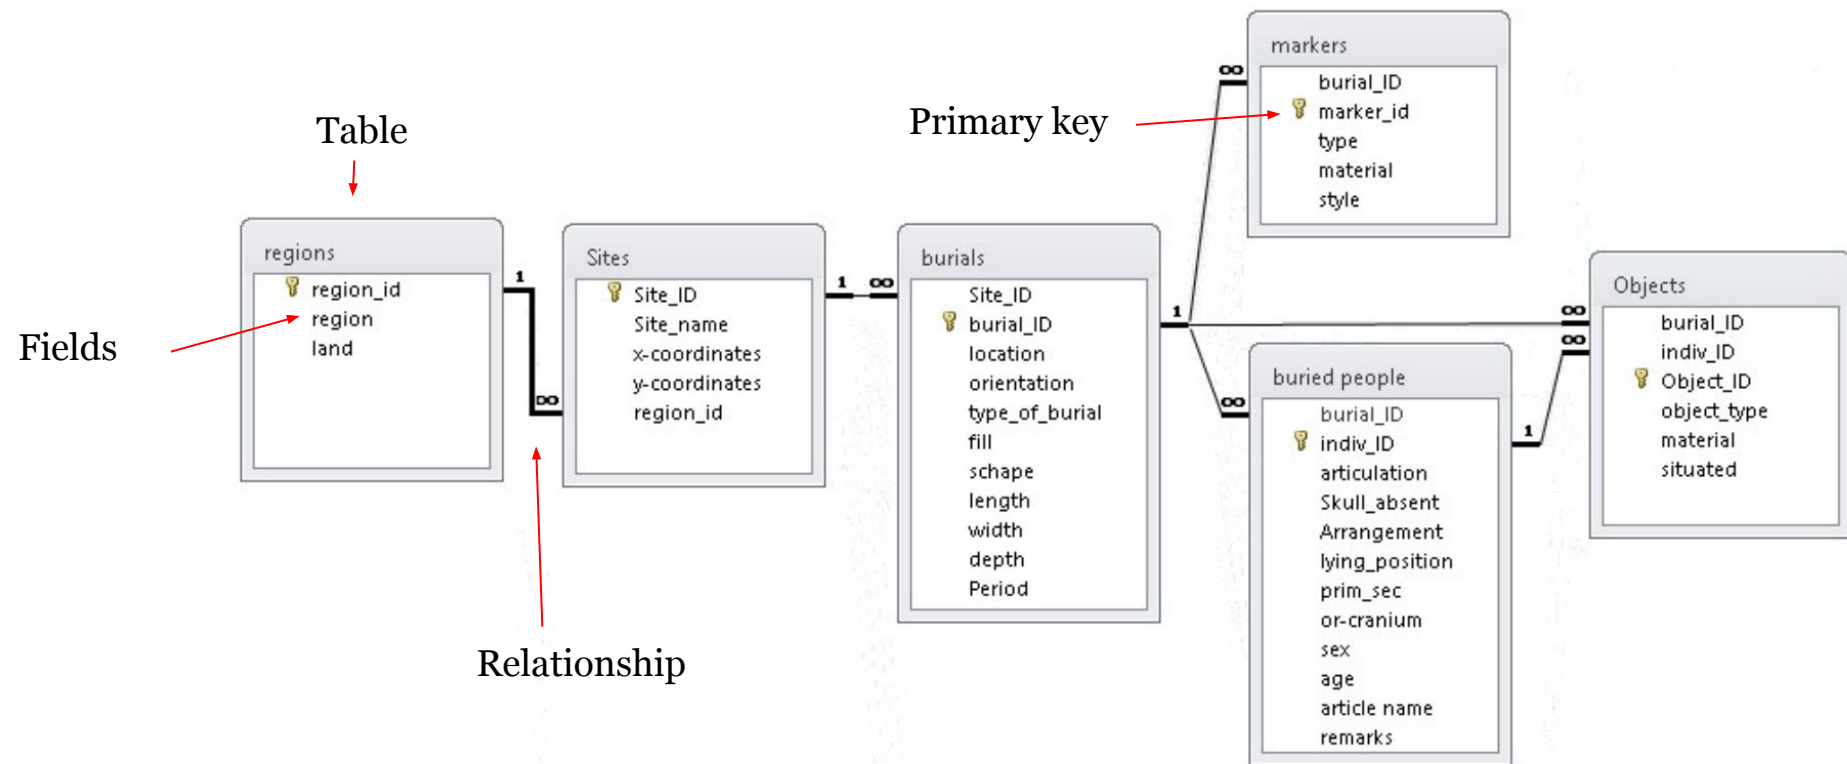 Table
Fields
Relationship
Primary key
regions
region_id
region
land
1
∞
Sites
Site_ID
Site_name
x-coordinates
y-coordinates
region_id
1
∞
burials
Site_ID
burial_ID
location
orientation
type_of_burial
fill
schape
length
width
depth
Period
1
∞
markers
burial_ID
marker_id
type
material
style
∞
buried people
burial_ID
indiv_ID
articulation
Skull_absent
Arrangement
lying_position
prim_sec
or-cranium
sex
age
article name
remarks
1
∞
∞
Objects
burial_ID
indiv_ID
Object_ID
object_type
material
situated